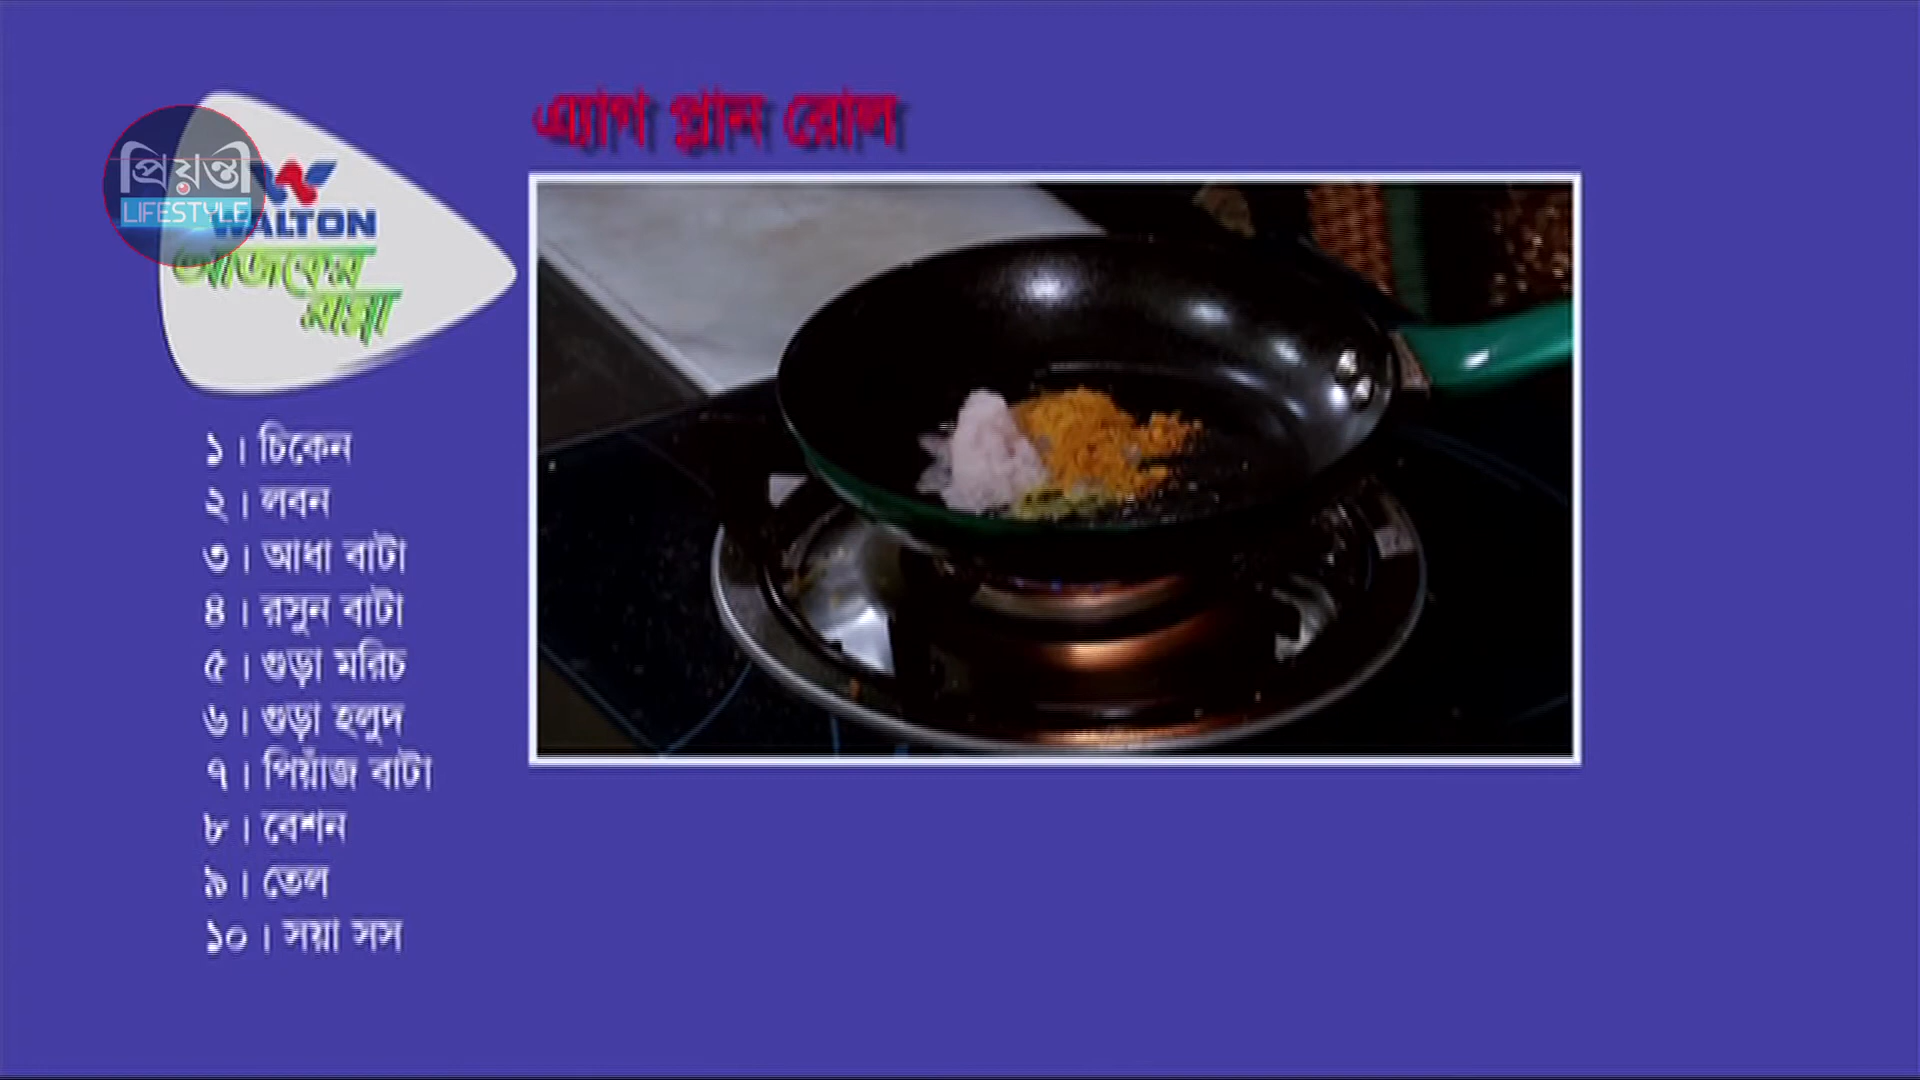 এ্যাগ প্লান রোল
প্রিয়ন্তী
LIFESTYLE
WALTON
আজকের
রান্না
১। চিকেন
২। লবন
৩। আধা বাটা
৪। রসুন বাটা
৫। গুড়া মরিচ
৬। গুড়া হলুদ
৭। পিয়াঁজ বাটা
৮। বেশন
৯। তেল
১০। সয়া সস